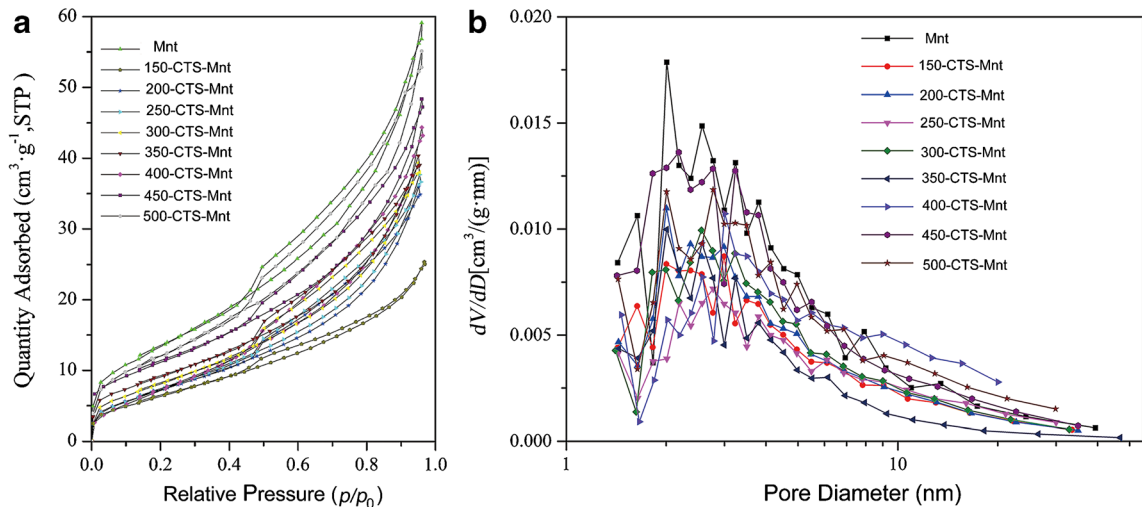 a
60
50
40
30
20
10
0
0.0 0.2 0.4 0.6 0.8 1.0
Quantity Adsorbed (cm³·g⁻¹,STP)
Relative Pressure (p/p₀)
Mnt
150-CTS-Mnt
200-CTS-Mnt
250-CTS-Mnt
300-CTS-Mnt
350-CTS-Mnt
400-CTS-Mnt
450-CTS-Mnt
500-CTS-Mnt
b
0.020
0.015
0.010
0.005
0.000
1 10
dV/dD[cm³/(g·nm)]
Pore Diameter (nm)
Mnt
150-CTS-Mnt
200-CTS-Mnt
250-CTS-Mnt
300-CTS-Mnt
350-CTS-Mnt
400-CTS-Mnt
450-CTS-Mnt
500-CTS-Mnt